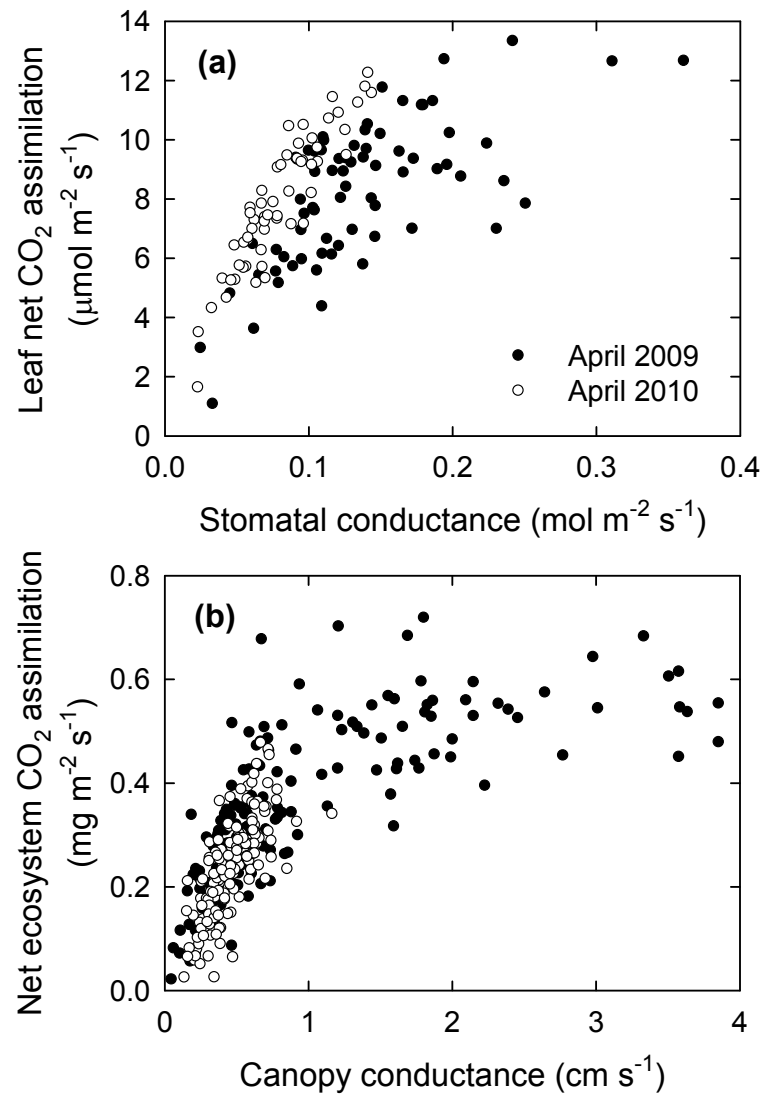 (a)
Leaf net CO₂ assimilation
(μmol m⁻² s⁻¹)
14
12
10
8
6
4
2
0
April 2009
April 2010
0.0 0.1 0.2 0.3 0.4
Stomatal conductance (mol m⁻² s⁻¹)
(b)
Net ecosystem CO₂ assimilation
(mg m⁻² s⁻¹)
0.8
0.6
0.4
0.2
0.0
0 1 2 3 4
Canopy conductance (cm s⁻¹)